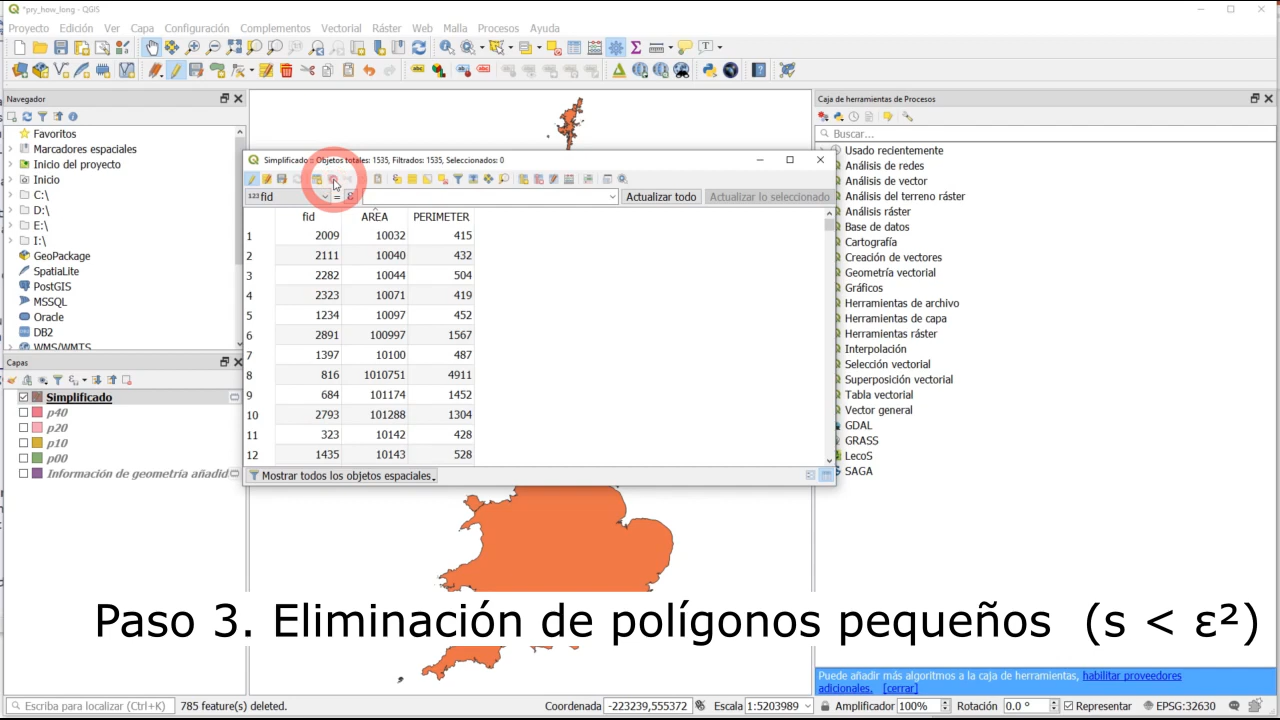 *pry_how_long - QGIS
Proyecto Edición Ver Capa Configuración Complementos Vectorial Ráster Web Malla Procesos Ayuda
Navegador
Favoritos
Marcadores espaciales
Inicio del proyecto
Inicio
C:\
D:\
E:\
I:\
GeoPackage
SpatiaLite
PostGIS
MSSQL
Oracle
DB2
WMS/WMTS
Capas
Simplificado
p40
p20
p10
p00
Información de geometría añadid
Simplificado :: Objetos totales: 1535, Filtrados: 1535, Seleccionados: 0
123 fid = ε Actualizar todo Actualizar lo seleccionado
fid AREA PERIMETER
1 2009 10032 415
2 2111 10040 432
3 2282 10044 504
4 2323 10071 419
5 1234 10097 452
6 2891 100997 1567
7 1397 10100 487
8 816 1010751 4911
9 684 101174 1452
10 2793 101288 1304
11 323 10142 428
12 1435 10143 528
Mostrar todos los objetos espaciales
Caja de herramientas de Procesos
Buscar...
Usado recientemente
Análisis de redes
Análisis de vector
Análisis del terreno ráster
Análisis ráster
Base de datos
Cartografía
Creación de vectores
Geometría vectorial
Gráficos
Herramientas de archivo
Herramientas de capa
Herramientas ráster
Interpolación
Selección vectorial
Superposición vectorial
Tabla vectorial
Vector general
GDAL
GRASS
LecoS
SAGA
Paso 3. Eliminación de polígonos pequeños (s < ε²)
Puede añadir más algoritmos a la caja de herramientas, habilitar proveedores
adicionales. [cerrar]
Escriba para localizar (Ctrl+K) 785 feature(s) deleted. Coordenada -223239,555372 Escala 1:5203989 Amplificador 100% Rotación 0.0 ° Representar EPSG:32630